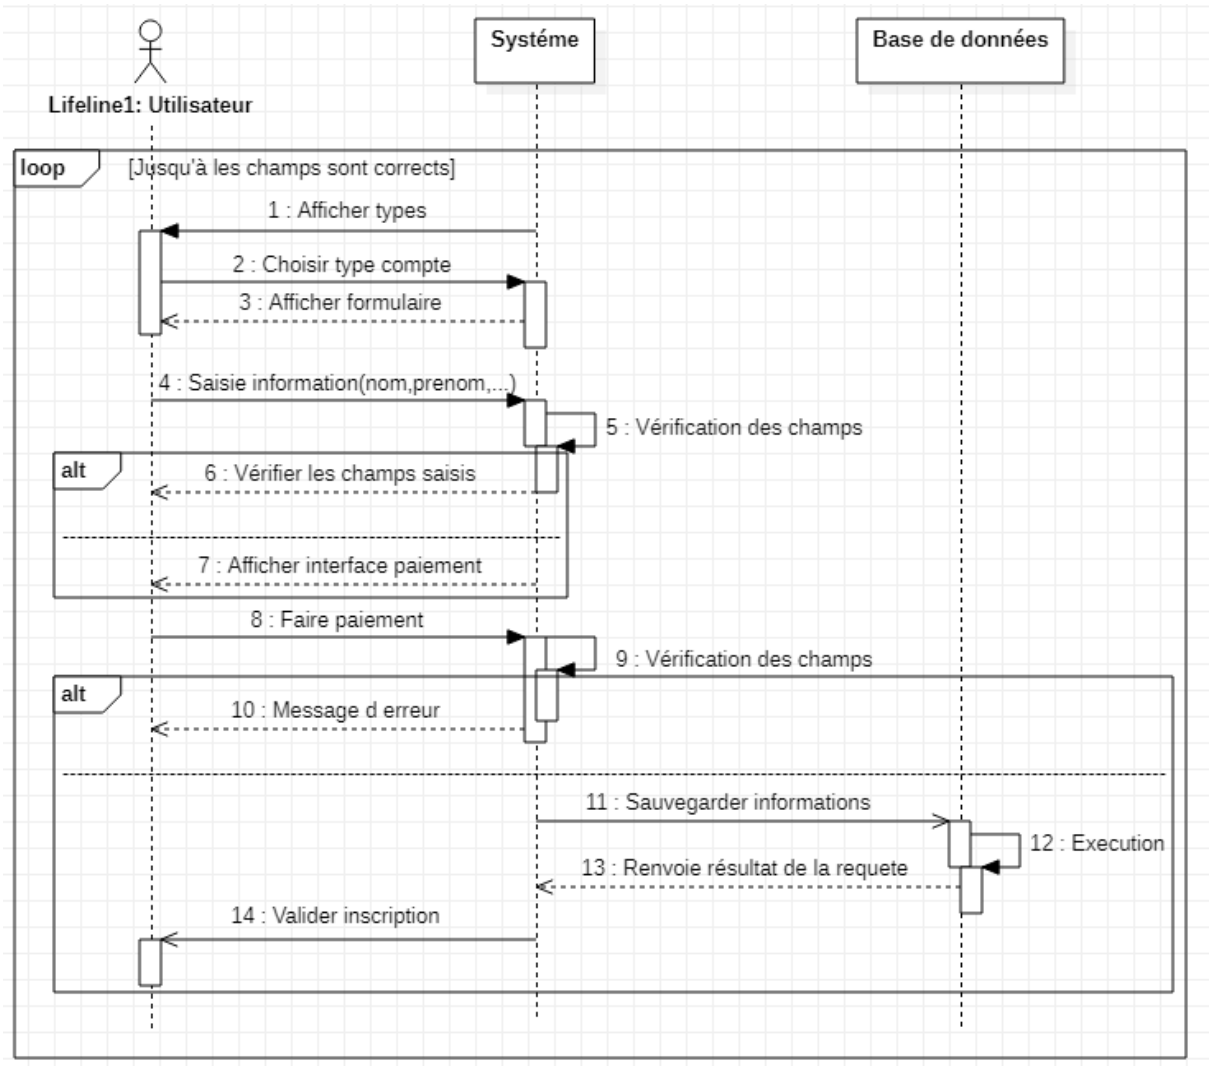 Systéme
Base de données
Lifeline1: Utilisateur
loop
[Jusqu'à les champs sont corrects]
1 : Afficher types
2 : Choisir type compte
3 : Afficher formulaire
4 : Saisie information(nom,prenom,...)
5 : Vérification des champs
alt
6 : Vérifier les champs saisis
7 : Afficher interface paiement
8 : Faire paiement
9 : Vérification des champs
alt
10 : Message d erreur
11 : Sauvegarder informations
12 : Execution
13 : Renvoie résultat de la requete
14 : Valider inscription